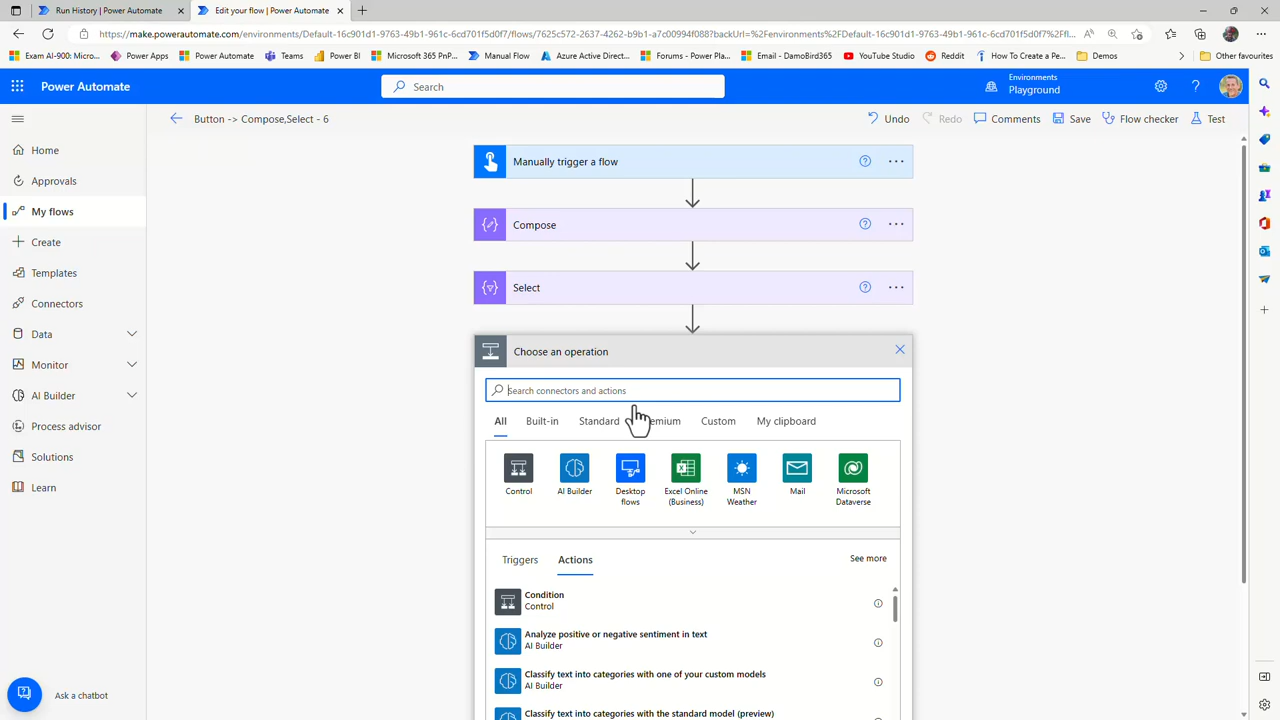 Run History | Power Automate
Edit your flow | Power Automate
https://make.powerautomate.com/environments/Default-16c901d1-9763-49b1-961c-6cd701f5d0f7/flows/7625c572-2637-4262-b9b1-a7c00994f088?backUrl=%2Fenvironments%2FDefault-16c901d1-9763-49b1-961c-6cd701f5d0f7%2Ffl...
Exam AI-900: Micro...
Power Apps
Power Automate
Teams
Power BI
Microsoft 365 PnP...
Manual Flow
Azure Active Direct...
Forums - Power Pla...
Email - DamoBird365
YouTube Studio
Reddit
How To Create a Pe...
Demos
Other favourites
Power Automate
Search
Environments
Playground
Button -> Compose,Select - 6
Undo
Redo
Comments
Save
Flow checker
Test
Home
Approvals
My flows
Create
Templates
Connectors
Data
Monitor
AI Builder
Process advisor
Solutions
Learn
Ask a chatbot
Manually trigger a flow
Compose
Select
Choose an operation
Search connectors and actions
All
Built-in
Standard
emium
Custom
My clipboard
Control
AI Builder
Desktop
flows
Excel Online
(Business)
MSN
Weather
Mail
Microsoft
Dataverse
Triggers
Actions
See more
Condition
Control
Analyze positive or negative sentiment in text
AI Builder
Classify text into categories with one of your custom models
AI Builder
Classify text into categories with the standard model (preview)